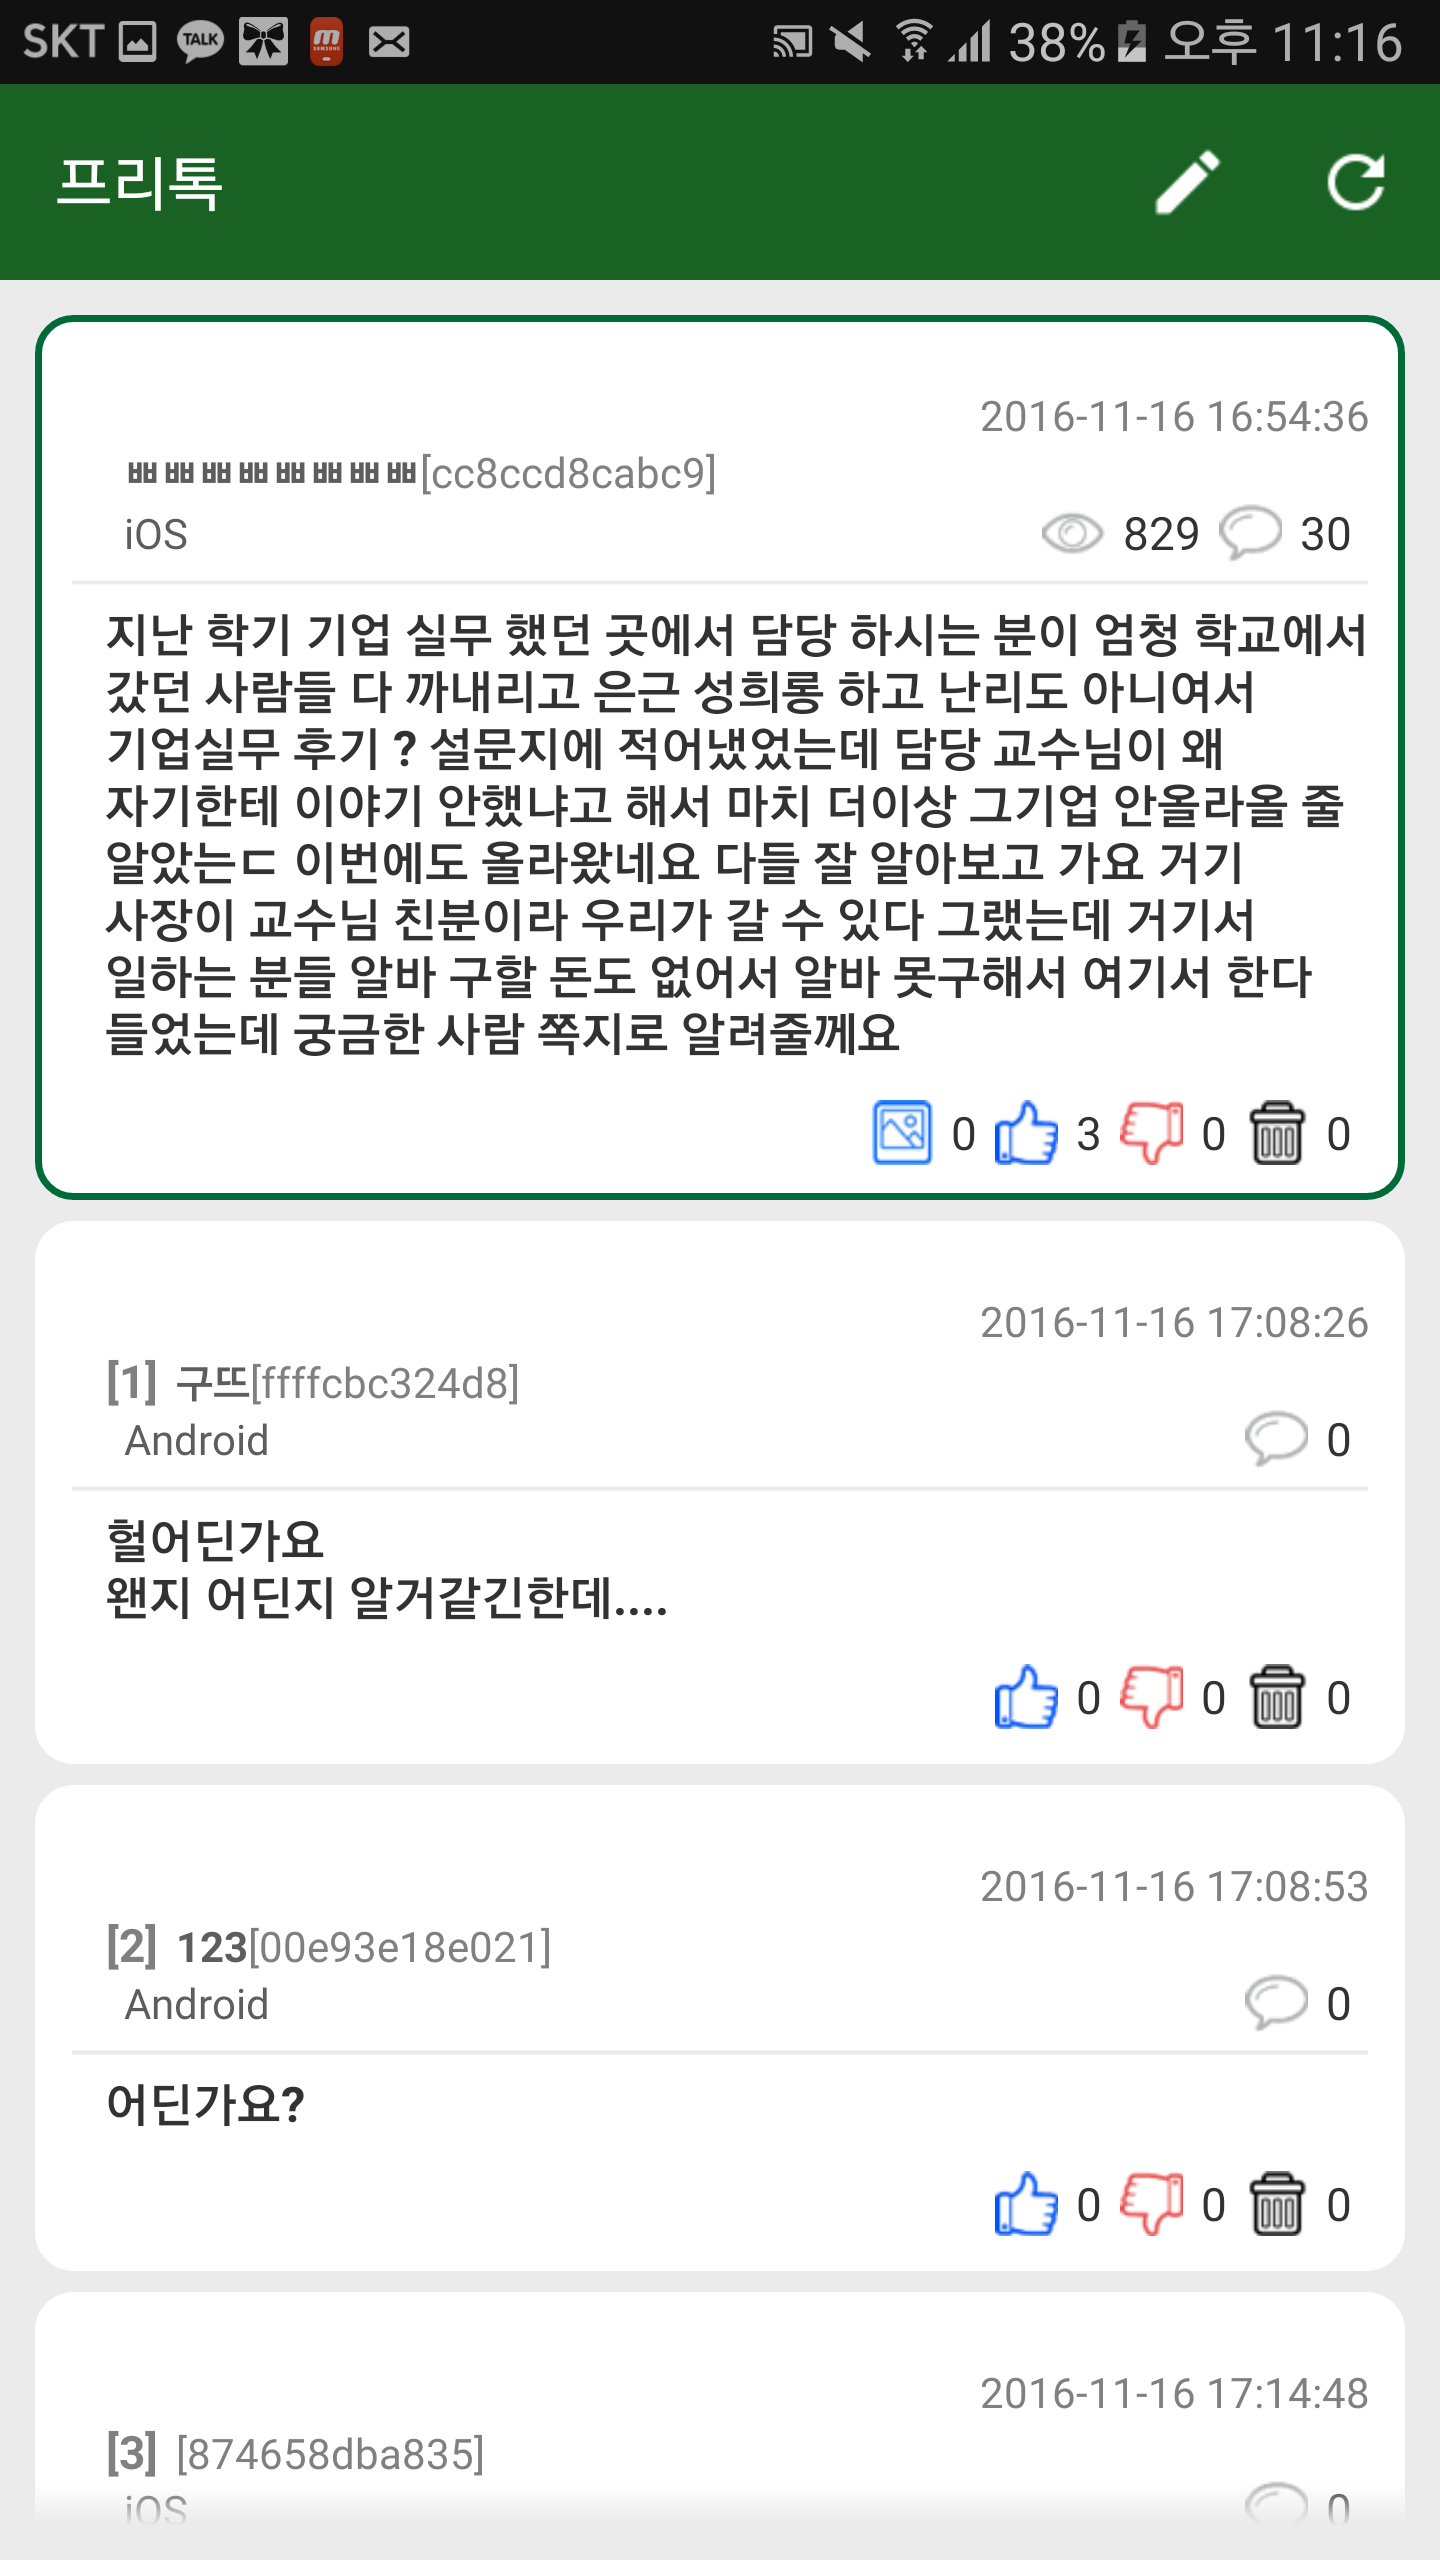 SKT TALK m SAMSUNG 38% 오후 11:16
프리톡
2016-11-16 16:54:36
ㅃㅃㅃㅃㅃㅃㅃㅃ[cc8ccd8cabc9]
iOS 829 30
지난 학기 기업 실무 했던 곳에서 담당 하시는 분이 엄청 학교에서
갔던 사람들 다 까내리고 은근 성희롱 하고 난리도 아니여서
기업실무 후기 ? 설문지에 적어냈었는데 담당 교수님이 왜
자기한테 이야기 안했냐고 해서 마치 더이상 그기업 안올라올 줄
알았는ㄷ 이번에도 올라왔네요 다들 잘 알아보고 가요 거기
사장이 교수님 친분이라 우리가 갈 수 있다 그랬는데 거기서
일하는 분들 알바 구할 돈도 없어서 알바 못구해서 여기서 한다
들었는데 궁금한 사람 쪽지로 알려줄께요
0 3 0 0
2016-11-16 17:08:26
[1] 구뜨[ffffcbc324d8]
Android 0
헐어딘가요
왠지 어딘지 알거같긴한데....
0 0 0
2016-11-16 17:08:53
[2] 123[00e93e18e021]
Android 0
어딘가요?
0 0 0
2016-11-16 17:14:48
[3] [874658dba835]
iOS 0